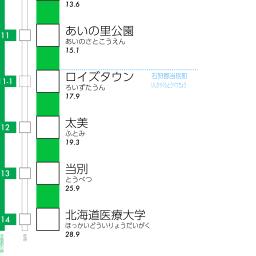 13.6
11
あいの里公園
あいのさとこうえん
15.1
11-1
ロイズタウン
ろいずたうん
17.9
石狩郡当別町
12
太美
ふとみ
19.3
13
当別
とうべつ
25.9
14
北海道医療大学
ほっかいどういりょうだいがく
28.9